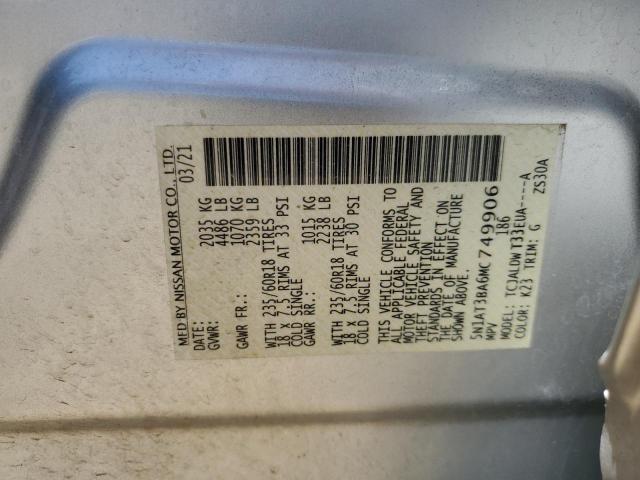 MFD BY NISSAN MOTOR CO., LTD.
DATE: 03/21
GVWR: 2035 KG
4486 LB
GAWR FR.: 1070 KG
2359 LB
WITH 235/60R18 TIRES
18 X 7.5 RIMS AT 33 PSI
COLD SINGLE
GAWR RR.: 1015 KG
2238 LB
WITH 235/60R18 TIRES
18 X 7.5 RIMS AT 30 PSI
COLD SINGLE
THIS VEHICLE CONFORMS TO
ALL APPLICABLE FEDERAL
MOTOR VEHICLE SAFETY AND
THEFT PREVENTION
STANDARDS IN EFFECT ON
THE DATE OF MANUFACTURE
SHOWN ABOVE.
5N1AT3BA6MC749906
MPV 186
MODEL: TCJALDWT33EUA----A
COLOR: K23 TRIM: G ZS30A